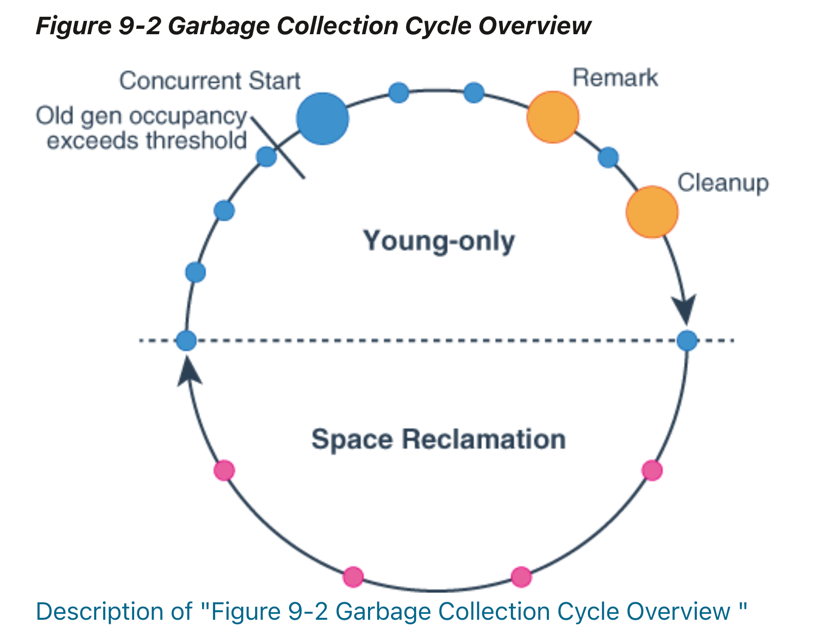 Figure 9-2 Garbage Collection Cycle Overview
Concurrent Start
Remark
Old gen occupancy
exceeds threshold
Cleanup
Young-only
Space Reclamation
Description of "Figure 9-2 Garbage Collection Cycle Overview "